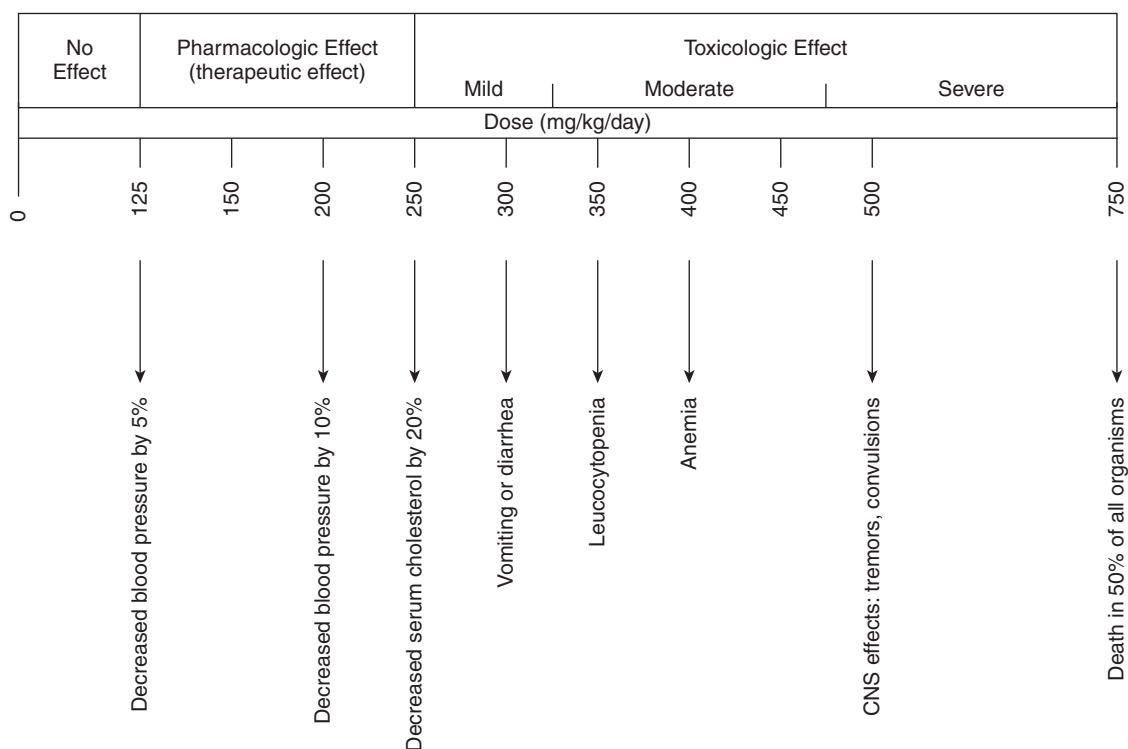 No
Effect
Pharmacologic Effect
(therapeutic effect)
Toxicologic Effect
Mild
Moderate
Severe
Dose (mg/kg/day)
0
125
150
200
250
300
350
400
450
500
750
Decreased blood pressure by 5%
Decreased blood pressure by 10%
Decreased serum cholesterol by 20%
Vomiting or diarrhea
Leucocytopenia
Anemia
CNS effects: tremors, convulsions
Death in 50% of all organisms